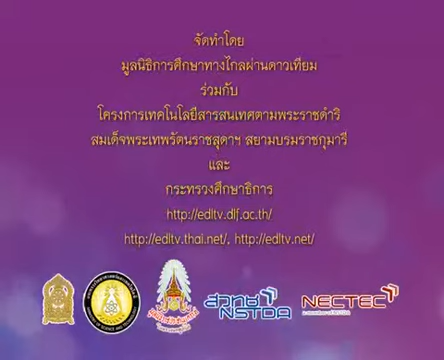 จัดทำโดย
มูลนิธิการศึกษาทางไกลผ่านดาวเทียม
ร่วมกับ
โครงการเทคโนโลยีสารสนเทศตามพระราชดำริ
สมเด็จพระเทพรัตนราชสุดาฯ สยามบรมราชกุมารี
และ
กระทรวงศึกษาธิการ
http://edltv.dlf.ac.th/
http://edltv.thai.net/, http://edltv.net/
สวทช
NSTDA
NECTEC